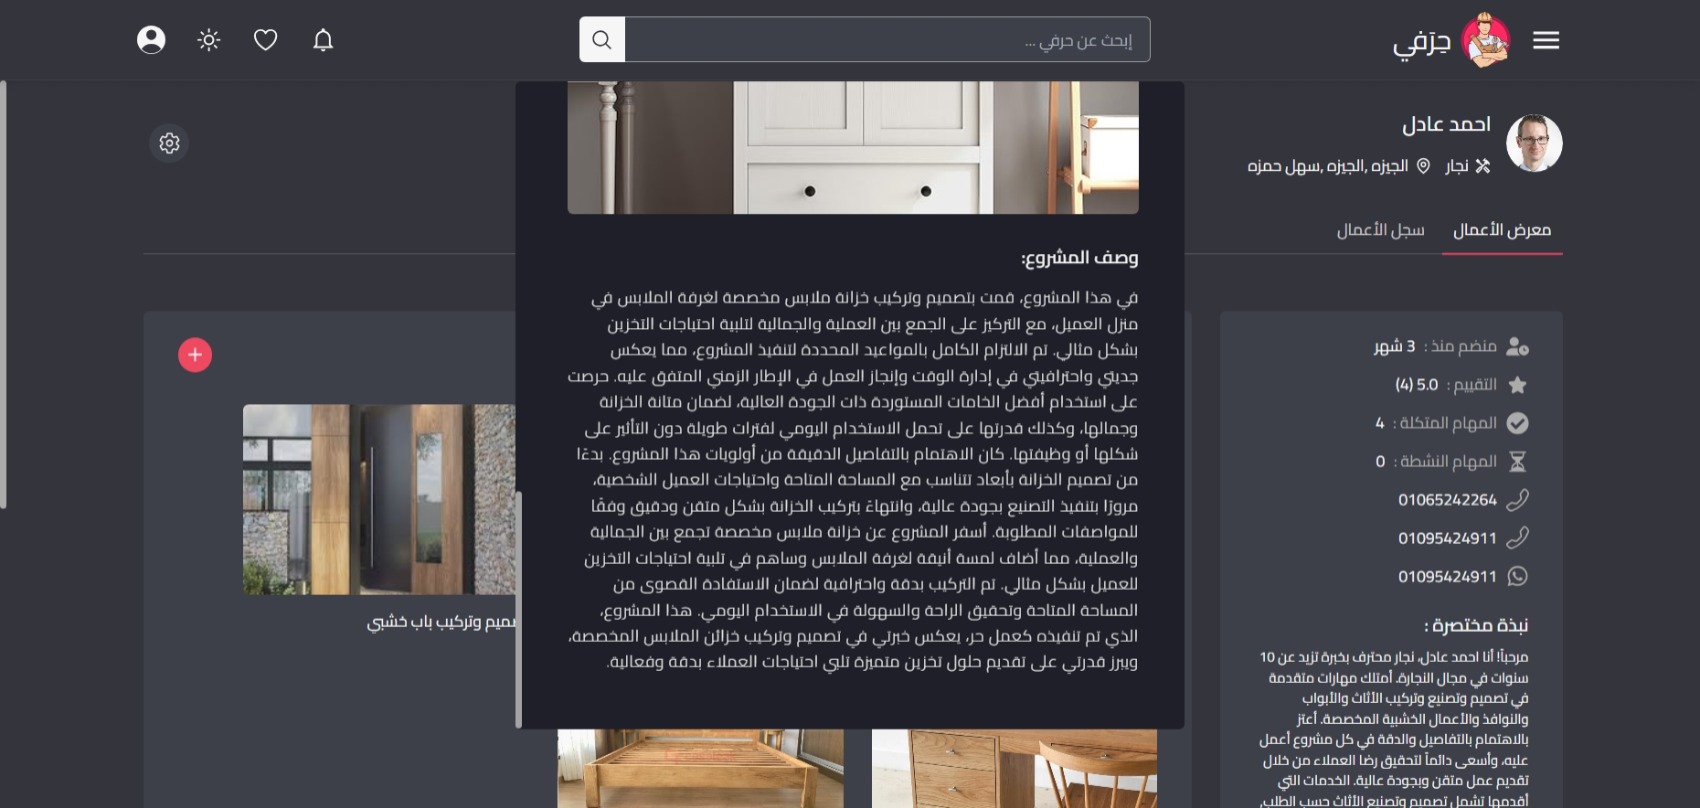 حِرَفي
إبحث عن حرفي ...
احمد عادل
نجار
الجيزه ,الجيزه ,سهل حمزه
معرض الأعمال
سجل الأعمال
منضم منذ : 3 شهر
التقييم : 5.0 (4)
المهام المتكلة : 4
المهام النشطة : 0
01065242264
01095424911
01095424911
نبذة مختصرة :
مرحباً! أنا احمد عادل، نجار محترف بخبرة تزيد عن 10
سنوات في مجال النجارة. أمتلك مهارات متقدمة
في تصميم وتصنيع وتركيب الأثاث والأبواب
والنوافذ والأعمال الخشبية المخصصة. أعتز
بالاهتمام بالتفاصيل والدقة في كل مشروع أعمل
عليه، وأسعى دائماً لتحقيق رضا العملاء من خلال
تقديم عمل متقن وبجودة عالية. الخدمات التي
أقدمها تشمل تصميم وتصنيع الأثاث حسب الطلب،
وصف المشروع:
في هذا المشروع، قمت بتصميم وتركيب خزانة ملابس مخصصة لغرفة الملابس في
منزل العميل، مع التركيز على الجمع بين العملية والجمالية لتلبية احتياجات التخزين
بشكل مثالي. تم الالتزام الكامل بالمواعيد المحددة لتنفيذ المشروع، مما يعكس
جديتي واحترافيتي في إدارة الوقت وإنجاز العمل في الإطار الزمني المتفق عليه. حرصت
على استخدام أفضل الخامات المستوردة ذات الجودة العالية، لضمان متانة الخزانة
وجمالها، وكذلك قدرتها على تحمل الاستخدام اليومي لفترات طويلة دون التأثير على
شكلها أو وظيفتها. كان الاهتمام بالتفاصيل الدقيقة من أولويات هذا المشروع. بدءًا
من تصميم الخزانة بأبعاد تتناسب مع المساحة المتاحة واحتياجات العميل الشخصية،
مرورًا بتنفيذ التصنيع بجودة عالية، وانتهاءً بتركيب الخزانة بشكل متقن ودقيق وفقًا
للمواصفات المطلوبة. أسفر المشروع عن خزانة ملابس مخصصة تجمع بين الجمالية
والعملية، مما أضاف لمسة أنيقة لغرفة الملابس وساهم في تلبية احتياجات التخزين
للعميل بشكل مثالي. تم التركيب بدقة واحترافية لضمان الاستفادة القصوى من
المساحة المتاحة وتحقيق الراحة والسهولة في الاستخدام اليومي. هذا المشروع،
الذي تم تنفيذه كعمل حر، يعكس خبرتي في تصميم وتركيب خزائن الملابس المخصصة،
ويبرز قدرتي على تقديم حلول تخزين متميزة تلبي احتياجات العملاء بدقة وفعالية.
وتركيب باب خشبي